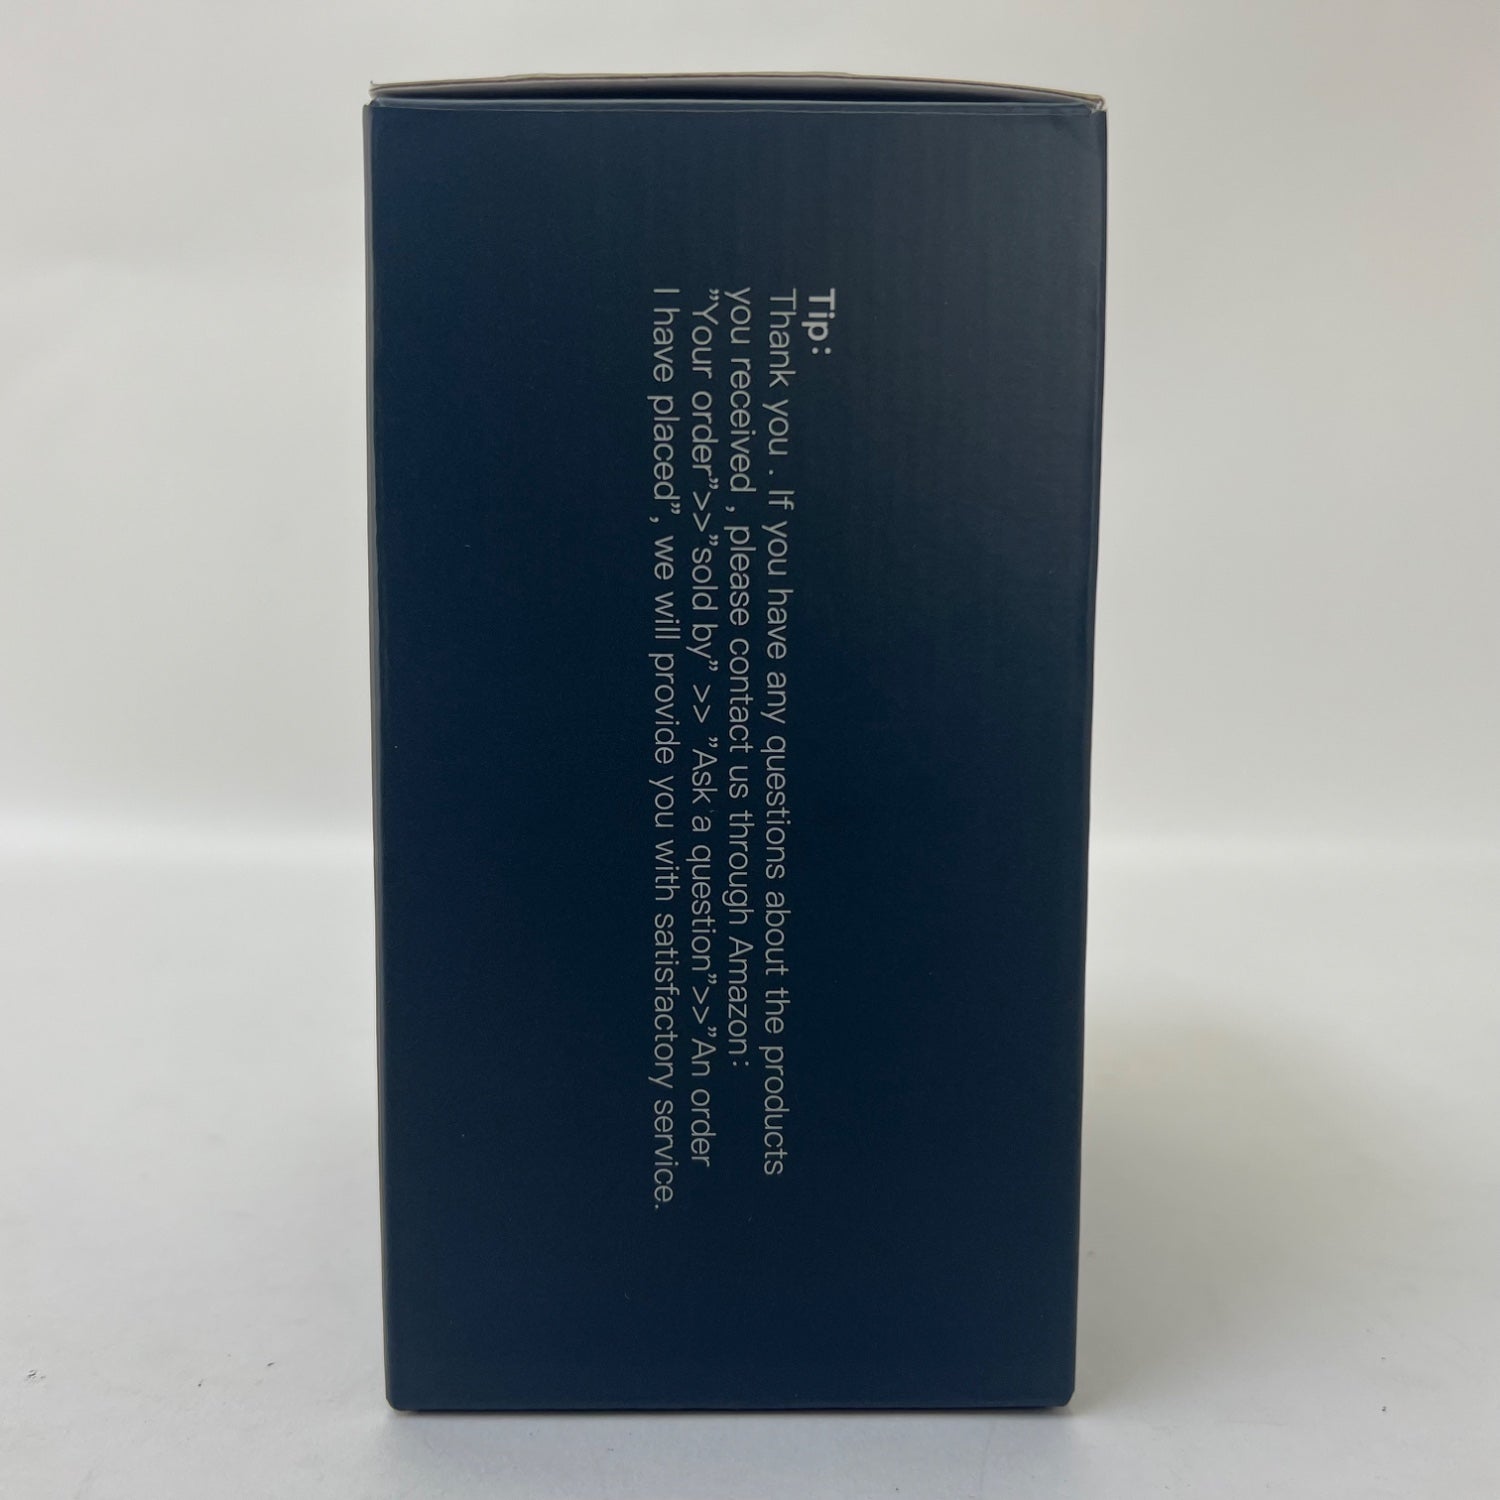 Tip:
Thank you . If you have any questions about the products
you received , please contact us through Amazon:
”Your order”>>”sold by” >> ”Ask a question”>>”An order
I have placed”, we will provide you with satisfactory service.